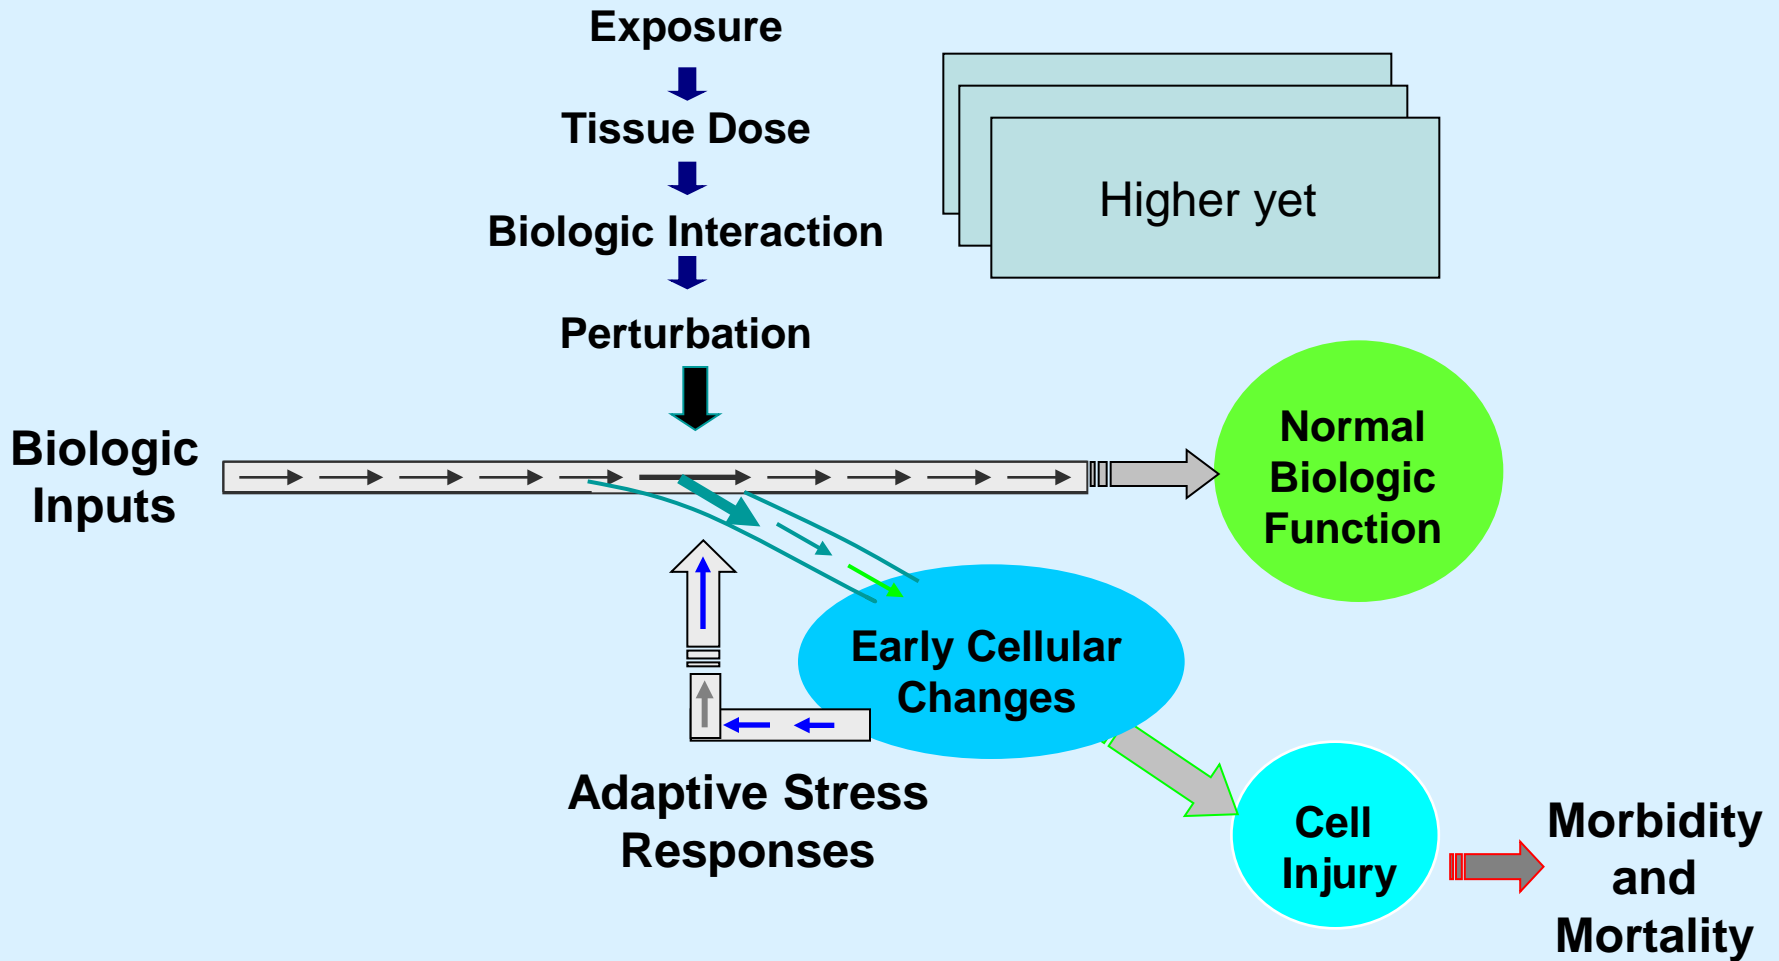 Exposure
Tissue Dose
Higher yet
Biologic Interaction
Perturbation
Biologic
Inputs
Normal
Biologic
Function
Early Cellular
Changes
Adaptive Stress
Responses
Cell
Injury
Morbidity
and
Mortality